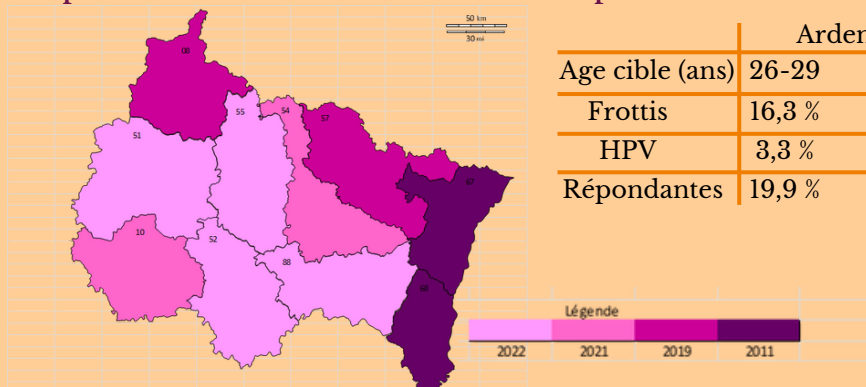 50 km
30 mi
08
55
54
57
51
67
10
52
88
68
Légende
2022 2021 2019 2011
Arden
Age cible (ans) 26-29
Frottis 16,3 %
HPV 3,3 %
Répondantes 19,9 %